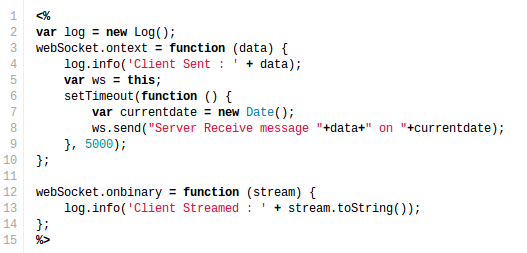 1 <%
2 var log = new Log();
3 webSocket.ontext = function (data) {
4     log.info('Client Sent : ' + data);
5     var ws = this;
6     setTimeout(function () {
7         var currentdate = new Date();
8         ws.send("Server Receive message "+data+" on "+currentdate);
9     }, 5000);
10 };
11
12 webSocket.onbinary = function (stream) {
13     log.info('Client Streamed : ' + stream.toString());
14 };
15 %>